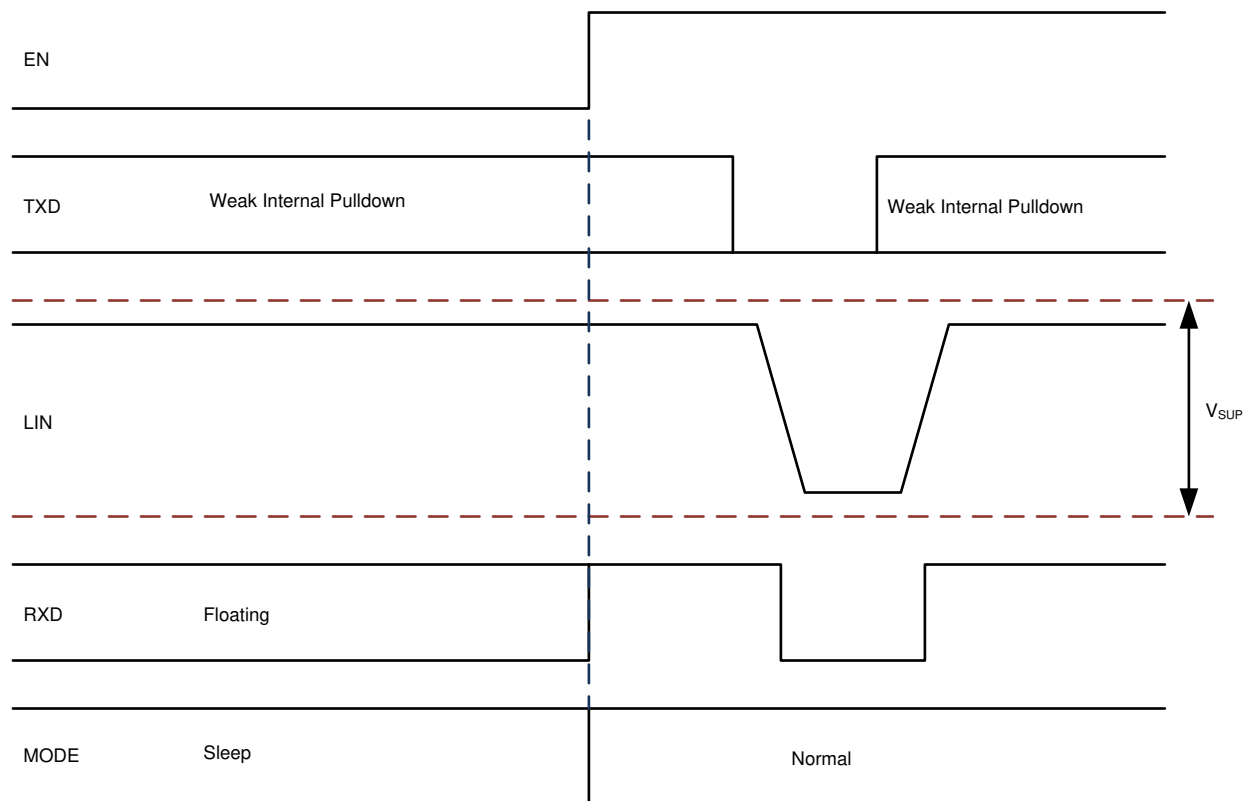 EN
TXD
Weak Internal Pulldown
Weak Internal Pulldown
LIN
VSUP
RXD
Floating
MODE
Sleep
Normal